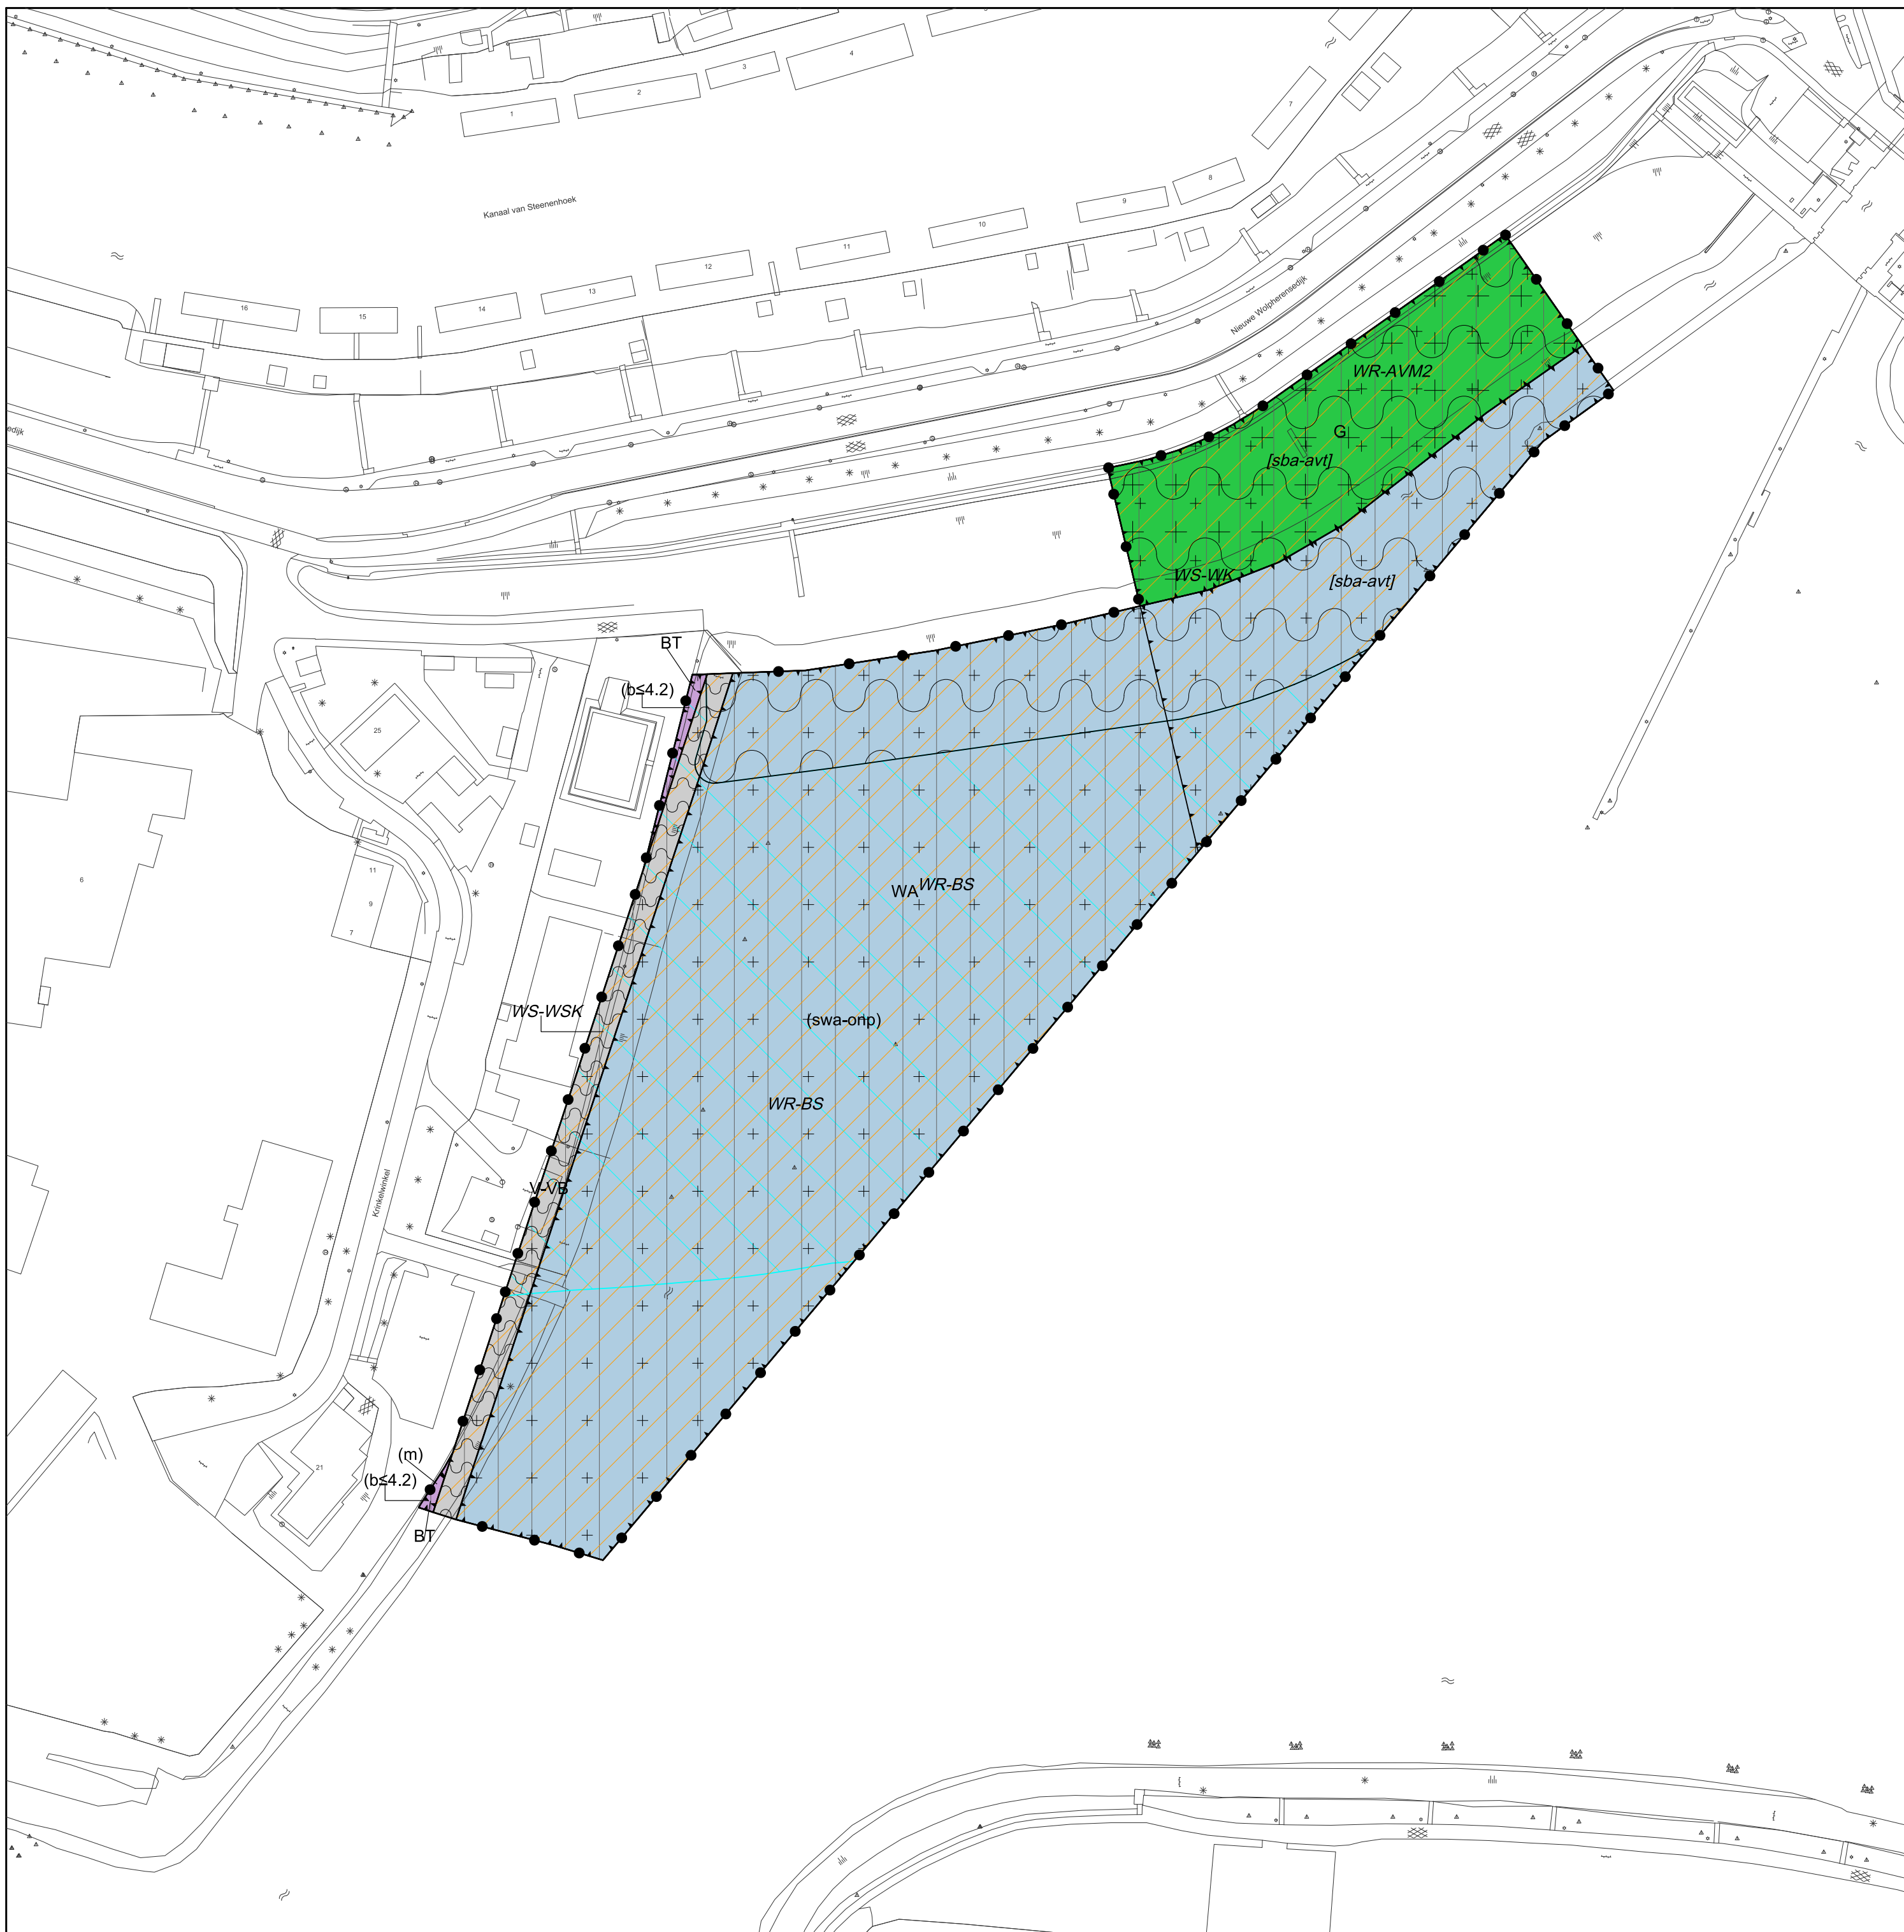 3
4
2
1
7
8
9
10
11
12
13
14
15
16
Kanaal van Steenenhoek
Nieuwe Wolpherensedijk
edijk
WR-AVM2
G
[sba-avt]
WS-WK
[sba-avt]
BT
(b≤4.2)
25
11
9
7
6
WA
WR-BS
WS-WSK
(swa-onp)
WR-BS
V-VB
Krinkelwinkel
(m)
(b≤4.2)
21
BT